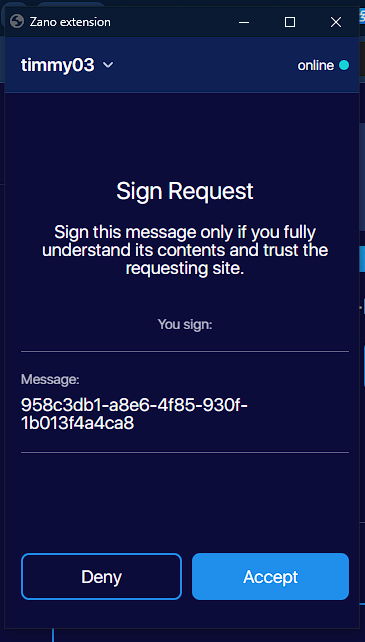 Zano extension
timmy03
online
Sign Request
Sign this message only if you fully
understand its contents and trust the
requesting site.
You sign:
Message:
958c3db1-a8e6-4f85-930f-
1b013f4a4ca8
Deny
Accept